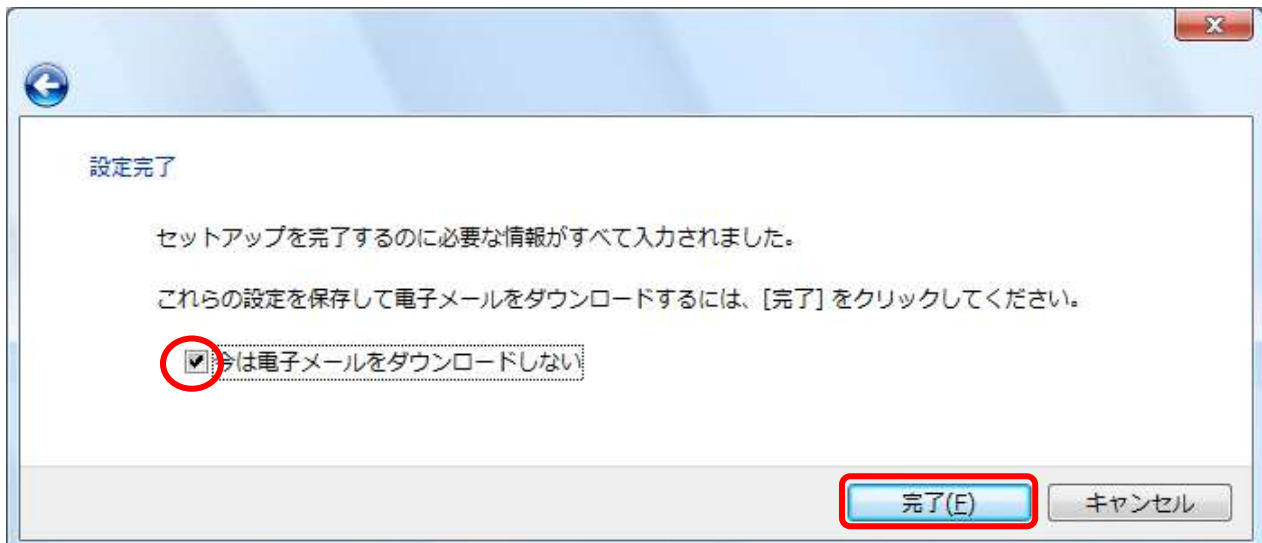 設定完了
セットアップを完了するのに必要な情報がすべて入力されました。
これらの設定を保存して電子メールをダウンロードするには、[完了] をクリックしてください。
今は電子メールをダウンロードしない
完了(F) キャンセル